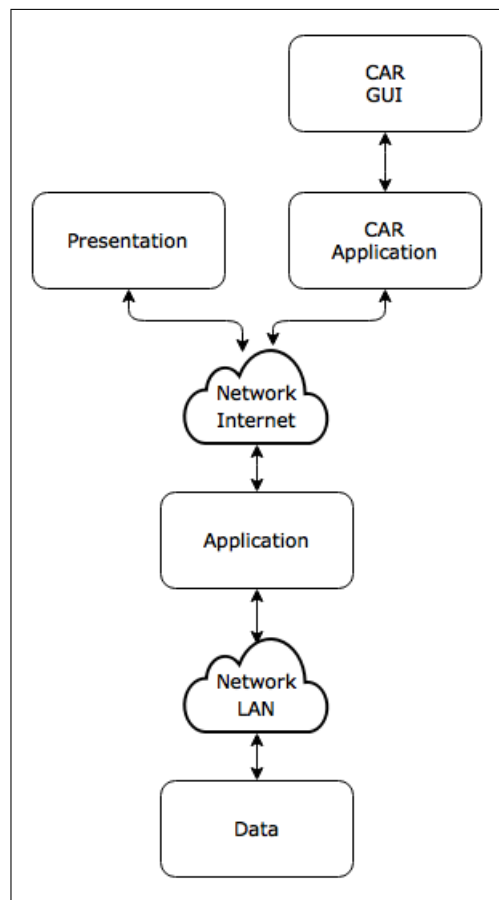 CAR
GUI
Presentation
CAR
Application
Network
Internet
Application
Network
LAN
Data